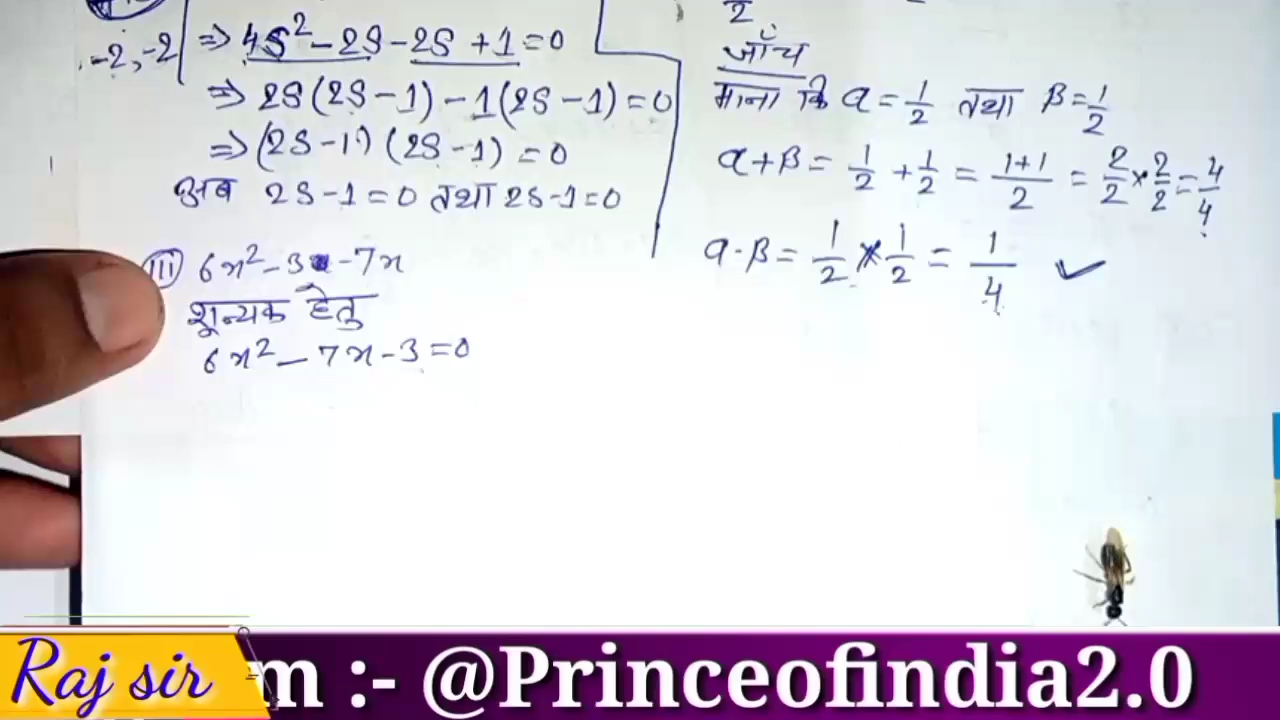 -2, -2
⇒ 4S² - 2S - 2S + 1 = 0
⇒ 2S (2S - 1) - 1 (2S - 1) = 0
⇒ (2S - 1) (2S - 1) = 0
अब 2S - 1 = 0 तथा 2S - 1 = 0
III 6x² - 3 - 7x
शून्यक हेतु
6x² - 7x - 3 = 0
2
जाँच
माना कि α = 1/2 तथा β = 1/2
α + β = 1/2 + 1/2 = 1+1/2 = 2/2 × 2/2 = 4/4
α · β = 1/2 × 1/2 = 1/4 ✓
Raj sir
m :- @Princeofindia2.0